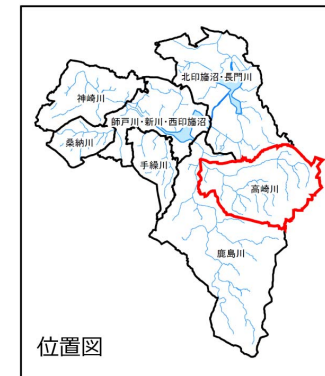 北印旛沼・長門川
神崎川
師戸川・新川・西印旛沼
桑納川
手繰川
高崎川
鹿島川
位置図